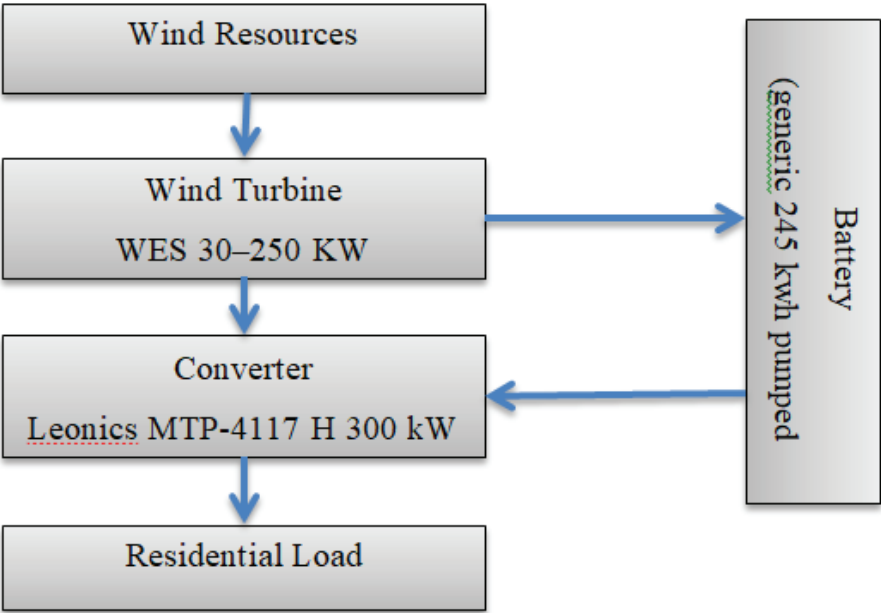 Wind Resources
Wind Turbine
WES 30–250 KW
Converter
Leonics MTP-4117 H 300 kW
Residential Load
Battery
(generic 245 kwh pumped